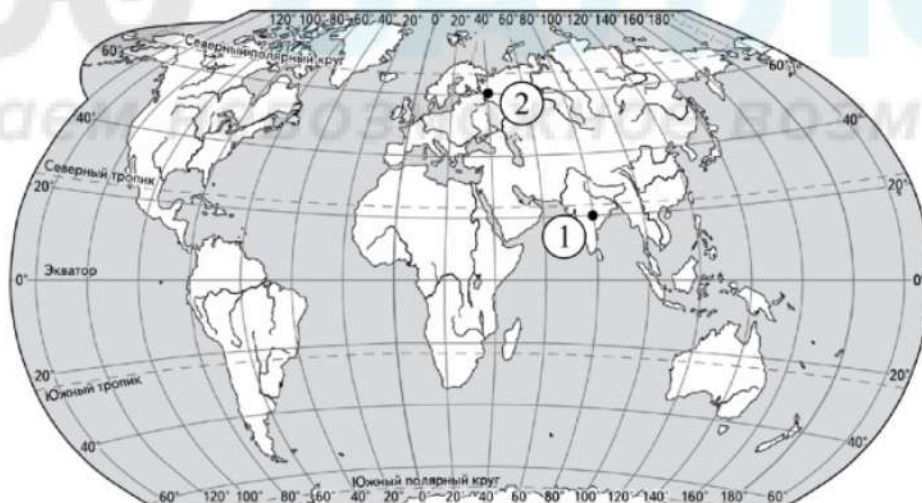 120° 100° 80° 60° 40° 20° 0° 20° 40° 60° 80° 100° 120° 140° 160° 180°
Северный полярный круг
60° 60°
2
40° 40°
Северный тропик
20° 20°
1
Экватор
0° 0°
20° 20°
Южный тропик
40° 40°
Южный полярный круг
60° 120° 100° 80° 60° 40° 20° 0° 20° 40° 60° 80° 100° 120° 140° 160° 180° 60°